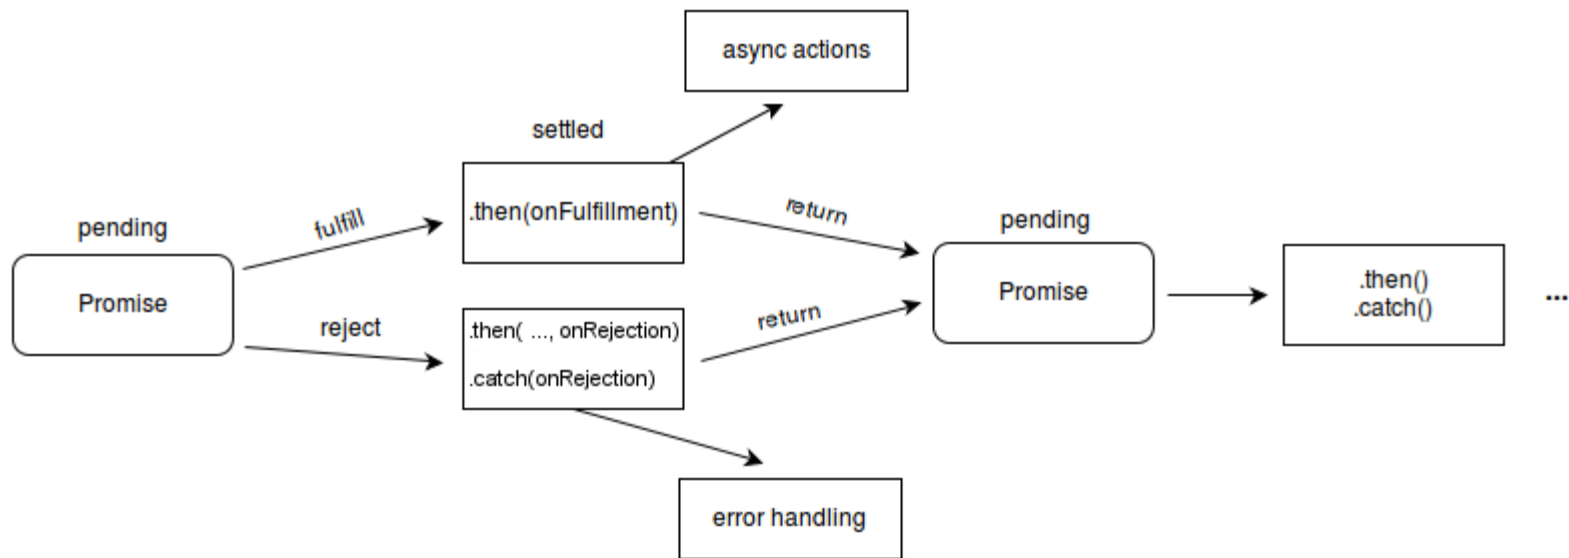 async actions
settled
.then(onFulfillment)
fulfill
return
pending
pending
Promise
Promise
.then()
.catch()
...
reject
return
.then( ..., onRejection)
.catch(onRejection)
error handling